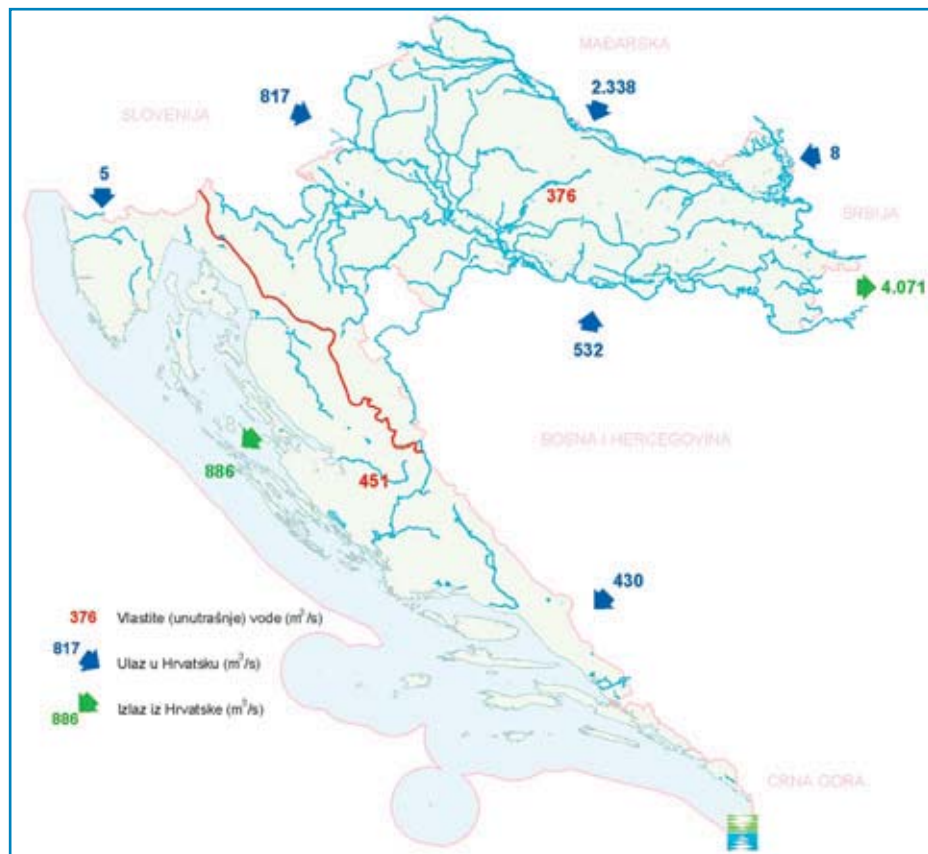 MAĐARSKA
2.338
817
SLOVENIJA
8
5
376
SRBIJA
4.071
532
BOSNA I HERCEGOVINA
886
451
430
376 Vlastite (unutrašnje) vode (m³/s)
817 Ulaz u Hrvatsku (m³/s)
886 Izlaz iz Hrvatske (m³/s)
CRNA GORA